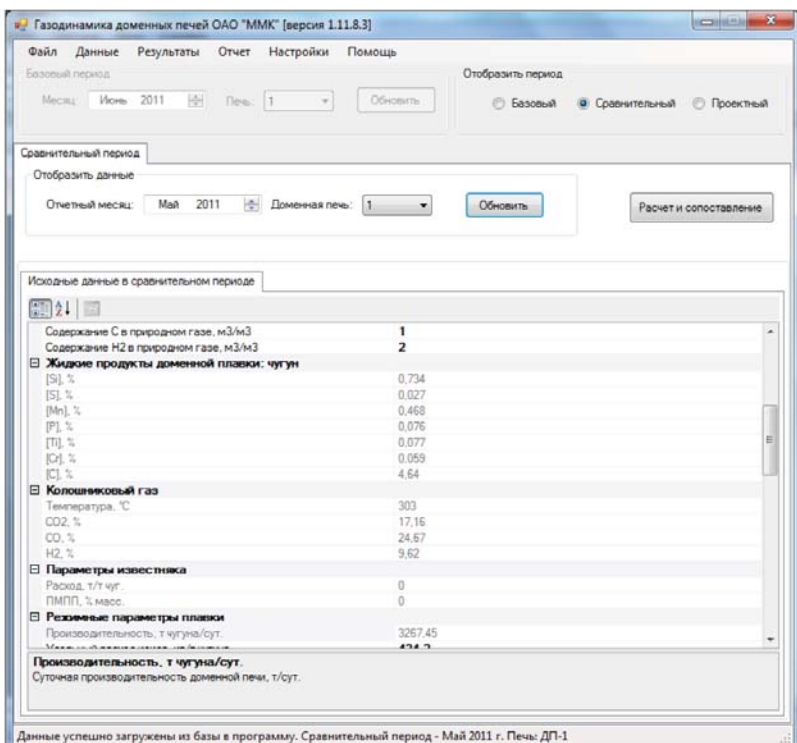 Газодинамика доменных печей ОАО "ММК" [версия 1.11.8.3]
Файл Данные Результаты Отчет Настройки Помощь
Базовый период
Месяц: Июнь 2011 Печь: 1 Обновить
Отобразить период
Базовый Сравнительный Проектный
Сравнительный период
Отобразить данные
Отчетный месяц: Май 2011 Доменная печь: 1 Обновить
Расчет и сопоставление
Исходные данные в сравнительном периоде
Содержание С в природном газе, м3/м3 1
Содержание Н2 в природном газе, м3/м3 2
Жидкие продукты доменной плавки: чугун
[Si], % 0,734
[S], % 0,027
[Mn], % 0,468
[P], % 0,076
[Ti], % 0,077
[Cr], % 0,059
[C], % 4,64
Колошниковый газ
Температура, °С 303
CO2, % 17,16
CO, % 24,67
H2, % 9,62
Параметры известняка
Расход, т/т чуг. 0
ПМПП, % масс. 0
Режимные параметры плавки
Производительность, т чугуна/сут. 3267,45
Производительность, т чугуна/сут.
Суточная производительность доменной печи, т/сут.
Данные успешно загружены из базы в программу. Сравнительный период - Май 2011 г. Печь: ДП-1